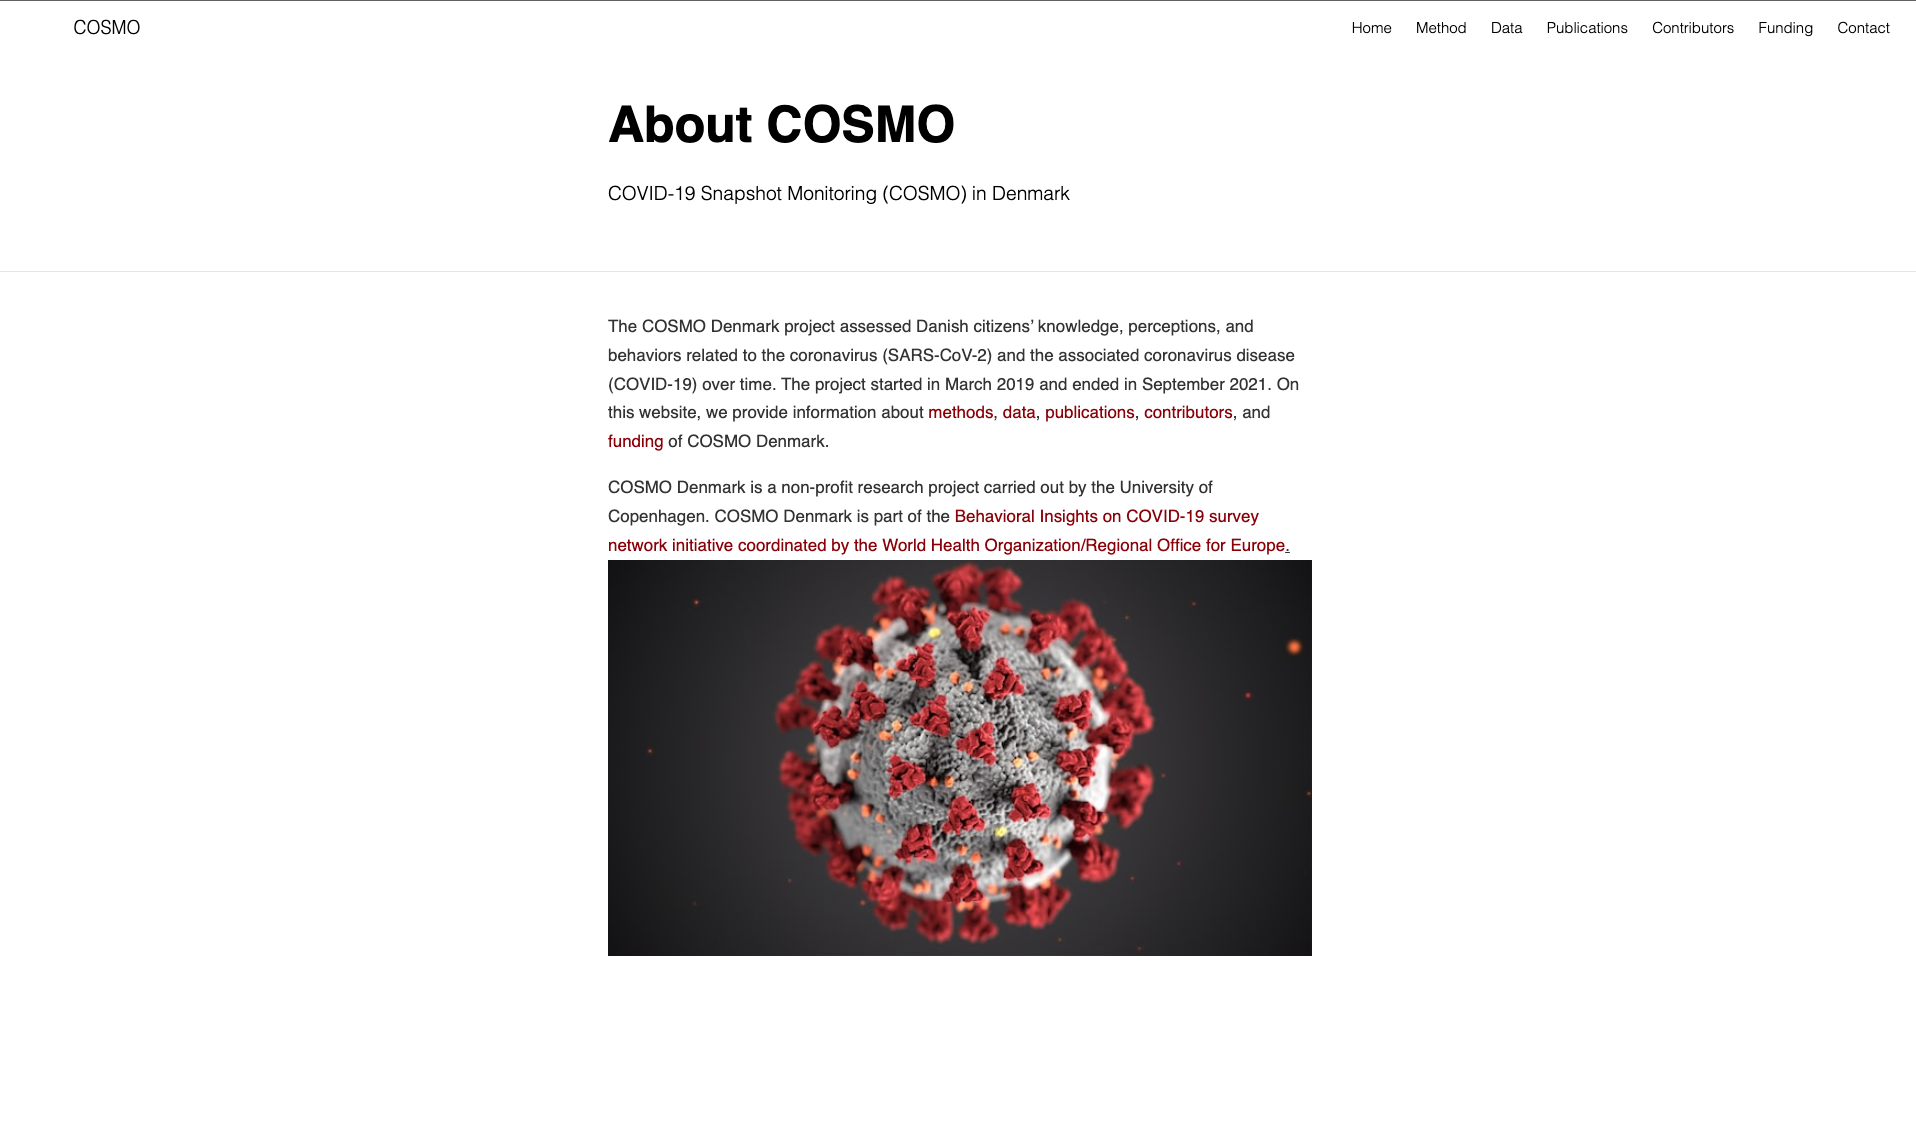 COSMO
Home Method Data Publications Contributors Funding Contact
About COSMO
COVID-19 Snapshot Monitoring (COSMO) in Denmark
The COSMO Denmark project assessed Danish citizens’ knowledge, perceptions, and
behaviors related to the coronavirus (SARS-CoV-2) and the associated coronavirus disease
(COVID-19) over time. The project started in March 2019 and ended in September 2021. On
this website, we provide information about methods, data, publications, contributors, and
funding of COSMO Denmark.
COSMO Denmark is a non-profit research project carried out by the University of
Copenhagen. COSMO Denmark is part of the Behavioral Insights on COVID-19 survey
network initiative coordinated by the World Health Organization/Regional Office for Europe.